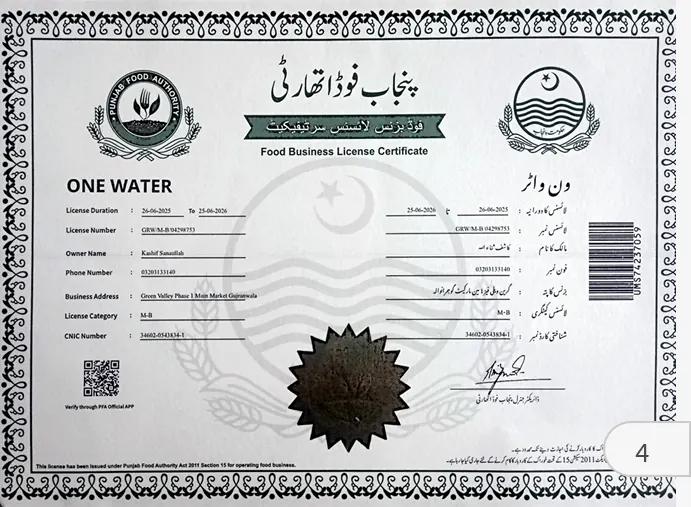 PUNJAB FOOD AUTHORITY
پنجاب فوڈ اتھارٹی
فوڈ بزنس لائسنس سرٹیفیکیٹ
Food Business License Certificate
حکومت پنجاب
ONE WATER
ون واٹر
License Duration : 26-06-2025 To 25-06-2026
لائسنس کا دورانیہ : 26-06-2025 تا 25-06-2026
License Number : GRW/M-B/04298753
لائسنس نمبر : GRW/M-B/04298753
Owner Name : Kashif Sanaullah
مالک کا نام : کاشف ثناء اللہ
Phone Number : 03203133140
فون نمبر : 03203133140
Business Address : Green Valley Phase 1 Main Market Gujranwala
بزنس کا پتہ : گرین ویلی فیز 1 مین مارکیٹ گوجرانوالہ
License Category : M-B
لائسنس کیٹگری : M-B
CNIC Number : 34602-0543834-1
شناختی کارڈ نمبر : 34602-0543834-1
UMS74237059
Verify through PFA Official APP
ڈائریکٹر جنرل پنجاب فوڈ اتھارٹی
This license has been issued under Punjab Food Authority Act 2011 Section 15 for operating food business.
4